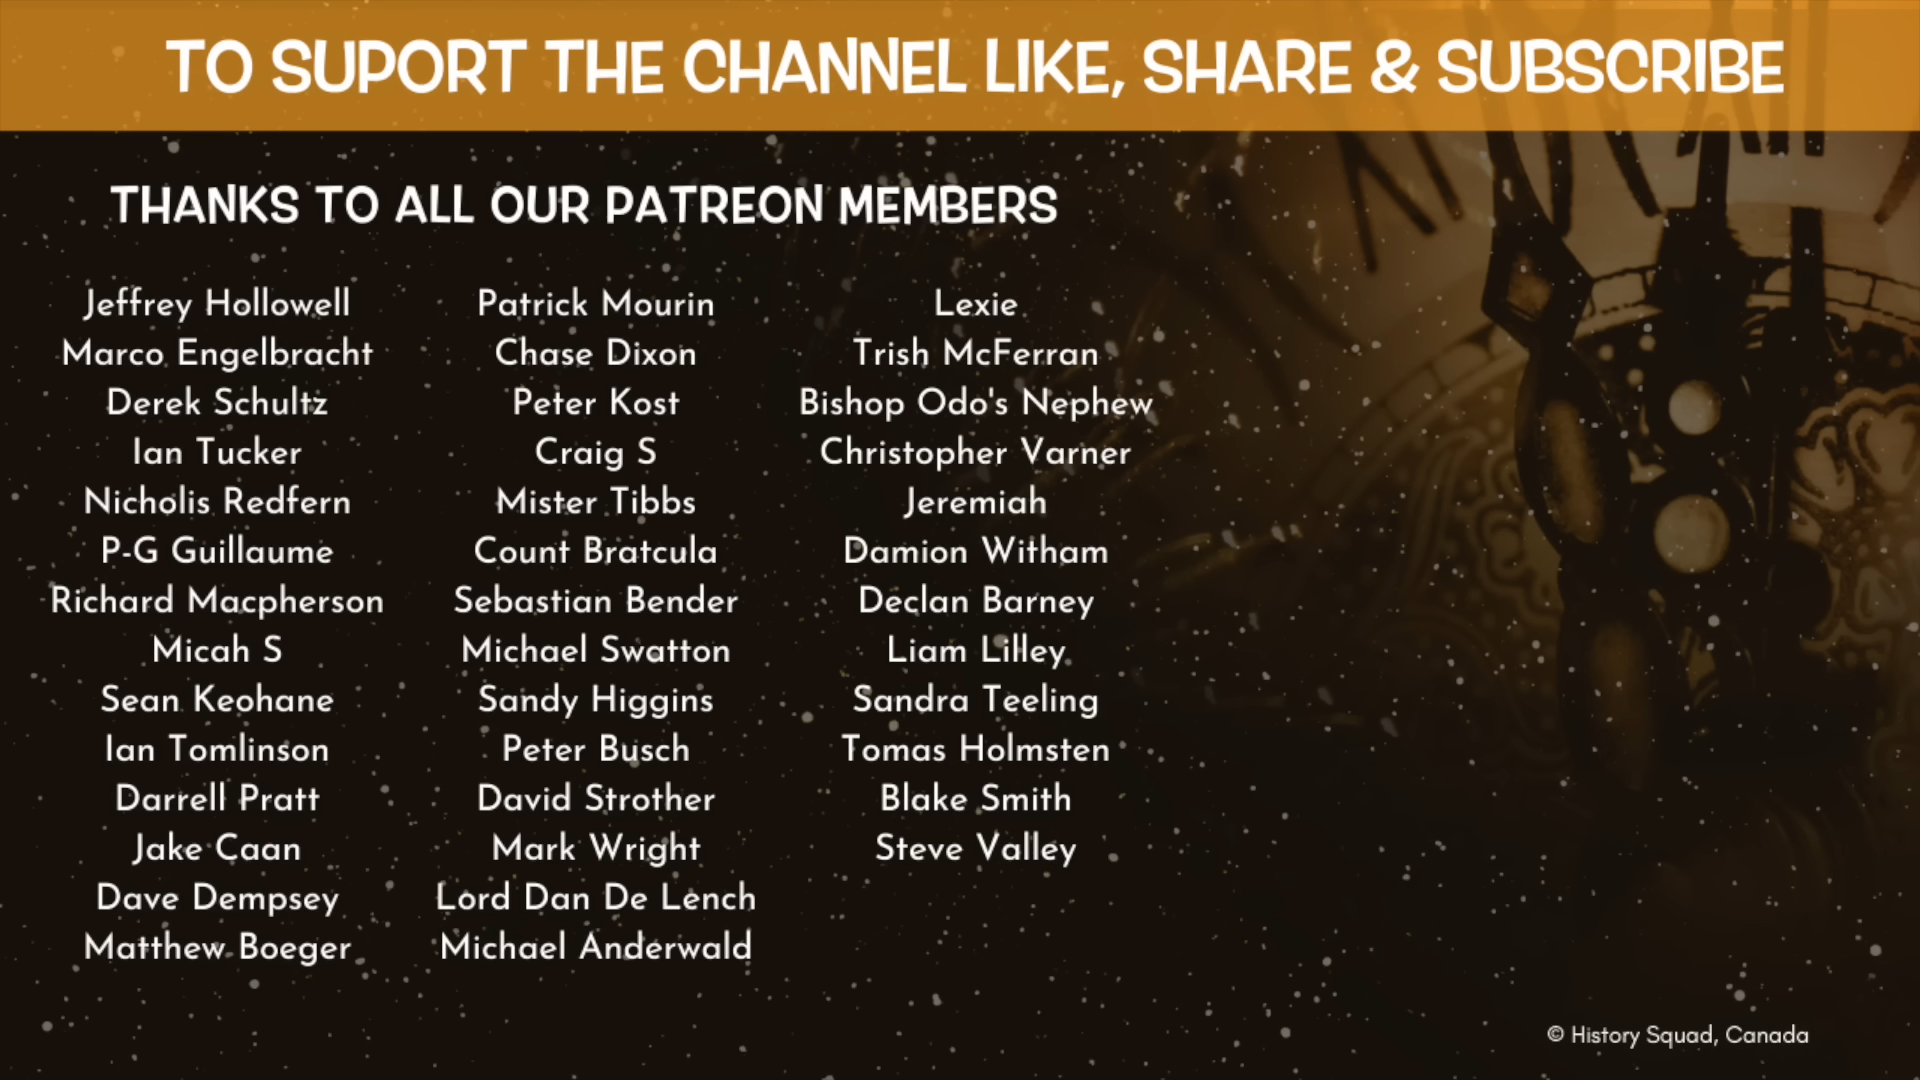 TO SUPORT THE CHANNEL LIKE, SHARE & SUBSCRIBE
THANKS TO ALL OUR PATREON MEMBERS
Jeffrey Hollowell
Marco Engelbracht
Derek Schultz
Ian Tucker
Nicholis Redfern
P-G Guillaume
Richard Macpherson
Micah S
Sean Keohane
Ian Tomlinson
Darrell Pratt
Jake Caan
Dave Dempsey
Matthew Boeger
Patrick Mourin
Chase Dixon
Peter Kost
Craig S
Mister Tibbs
Count Bratcula
Sebastian Bender
Michael Swatton
Sandy Higgins
Peter Busch
David Strother
Mark Wright
Lord Dan De Lench
Michael Anderwald
Lexie
Trish McFerran
Bishop Odo's Nephew
Christopher Varner
Jeremiah
Damion Witham
Declan Barney
Liam Lilley
Sandra Teeling
Tomas Holmsten
Blake Smith
Steve Valley
© History Squad, Canada